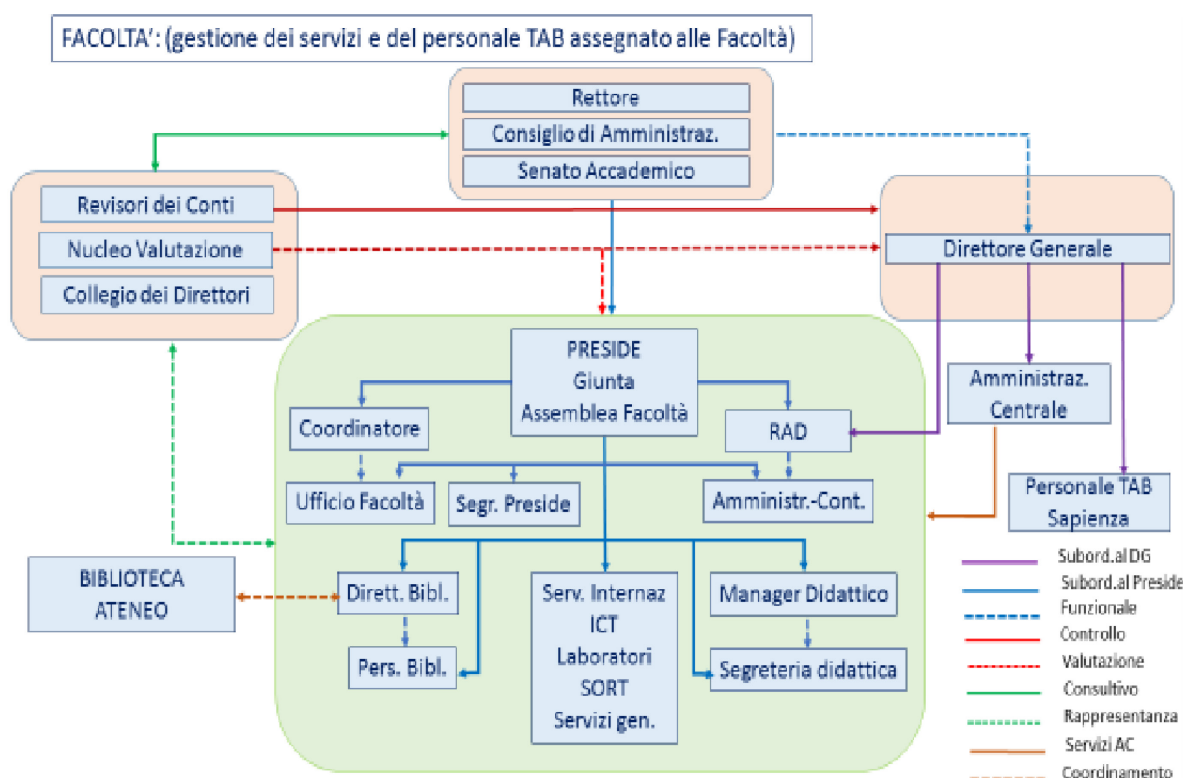 FACOLTA': (gestione dei servizi e del personale TAB assegnato alle Facoltà)
Rettore
Consiglio di Amministraz.
Senato Accademico
Revisori dei Conti
Nucleo Valutazione
Collegio dei Direttori
Direttore Generale
PRESIDE
Giunta
Assemblea Facoltà
Coordinatore
RAD
Amministraz.
Centrale
Ufficio Facoltà
Segr. Preside
Amministr.-Cont.
Personale TAB
Sapienza
BIBLIOTECA
ATENEO
Dirett. Bibl.
Pers. Bibl.
Serv. Internaz
ICT
Laboratori
SORT
Servizi gen.
Manager Didattico
Segreteria didattica
Subord.al DG
Subord.al Preside
Funzionale
Controllo
Valutazione
Consultivo
Rappresentanza
Servizi AC
Coordinamento